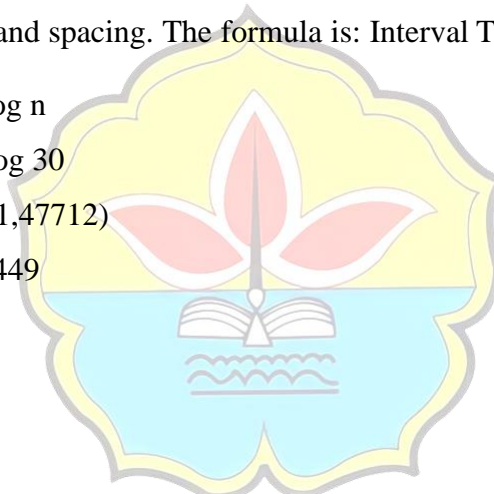 and spacing. The formula is: Interval T
og n
og 30
1,47712)
449